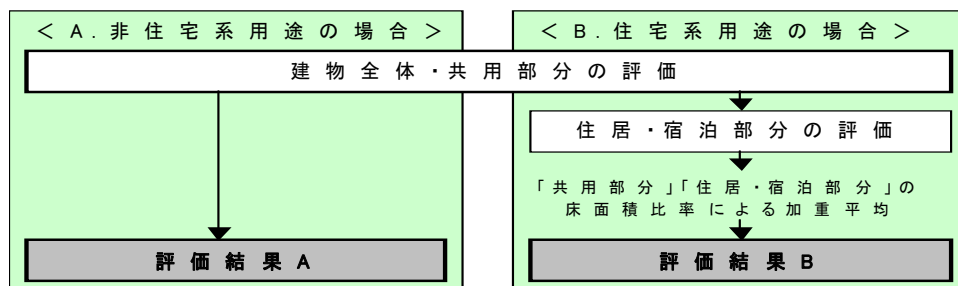 ＜A.非住宅系用途の場合＞
＜B.住宅系用途の場合＞
建物全体・共用部分の評価
住居・宿泊部分の評価
「共用部分」「住居・宿泊部分」の
床面積比率による加重平均
評価結果A
評価結果B